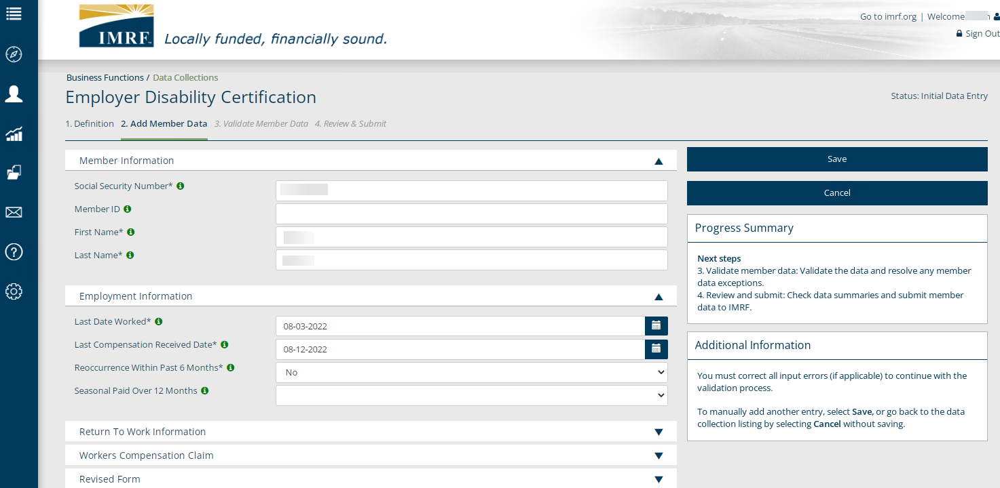 IMRF
Locally funded, financially sound.
Go to imrf.org | Welcome
Sign Out
Business Functions / Data Collections
Employer Disability Certification
Status: Initial Data Entry
1. Definition 2. Add Member Data 3. Validate Member Data 4. Review & Submit
Member Information
Social Security Number*
Member ID
First Name*
Last Name*
Employment Information
Last Date Worked* 08-03-2022
Last Compensation Received Date* 08-12-2022
Reoccurrence Within Past 6 Months* No
Seasonal Paid Over 12 Months
Return To Work Information
Workers Compensation Claim
Revised Form
Save
Cancel
Progress Summary
Next steps
3. Validate member data: Validate the data and resolve any member
data exceptions.
4. Review and submit: Check data summaries and submit member
data to IMRF.
Additional Information
You must correct all input errors (if applicable) to continue with the
validation process.
To manually add another entry, select Save, or go back to the data
collection listing by selecting Cancel without saving.